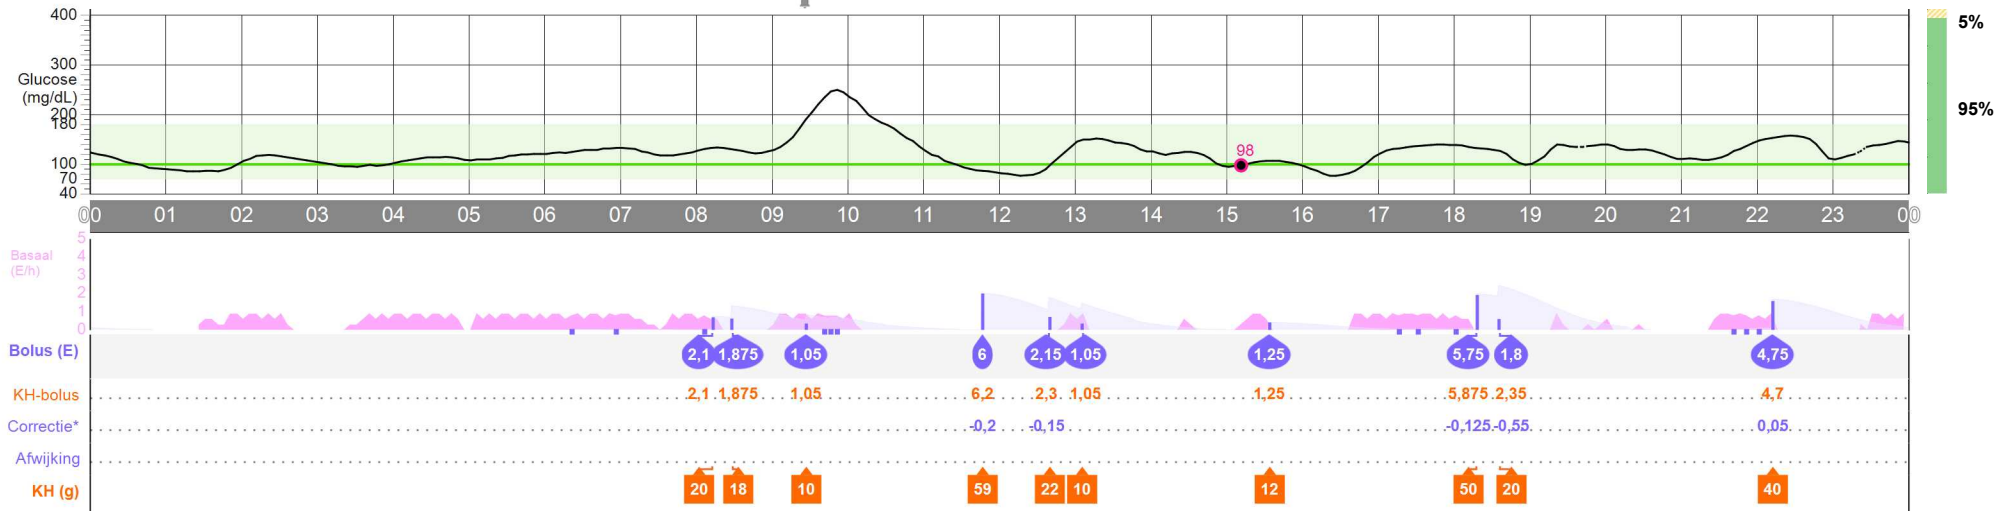 400
300
Glucose
(mg/dL)
200
180
100
70
40
98
5%
95%
00 01 02 03 04 05 06 07 08 09 10 11 12 13 14 15 16 17 18 19 20 21 22 23 00
Basaal
(E/h)
5
4
3
2
1
0
Bolus (E) 2,1 1,875 1,05 6 2,15 1,05 1,25 5,75 1,8 4,75
KH-bolus 2,1 1,875 1,05 6,2 2,3 1,05 1,25 5,875 2,35 4,7
Correctie* -0,2 -0,15 -0,125 -0,55 0,05
Afwijking
KH (g) 20 18 10 59 22 10 12 50 20 40